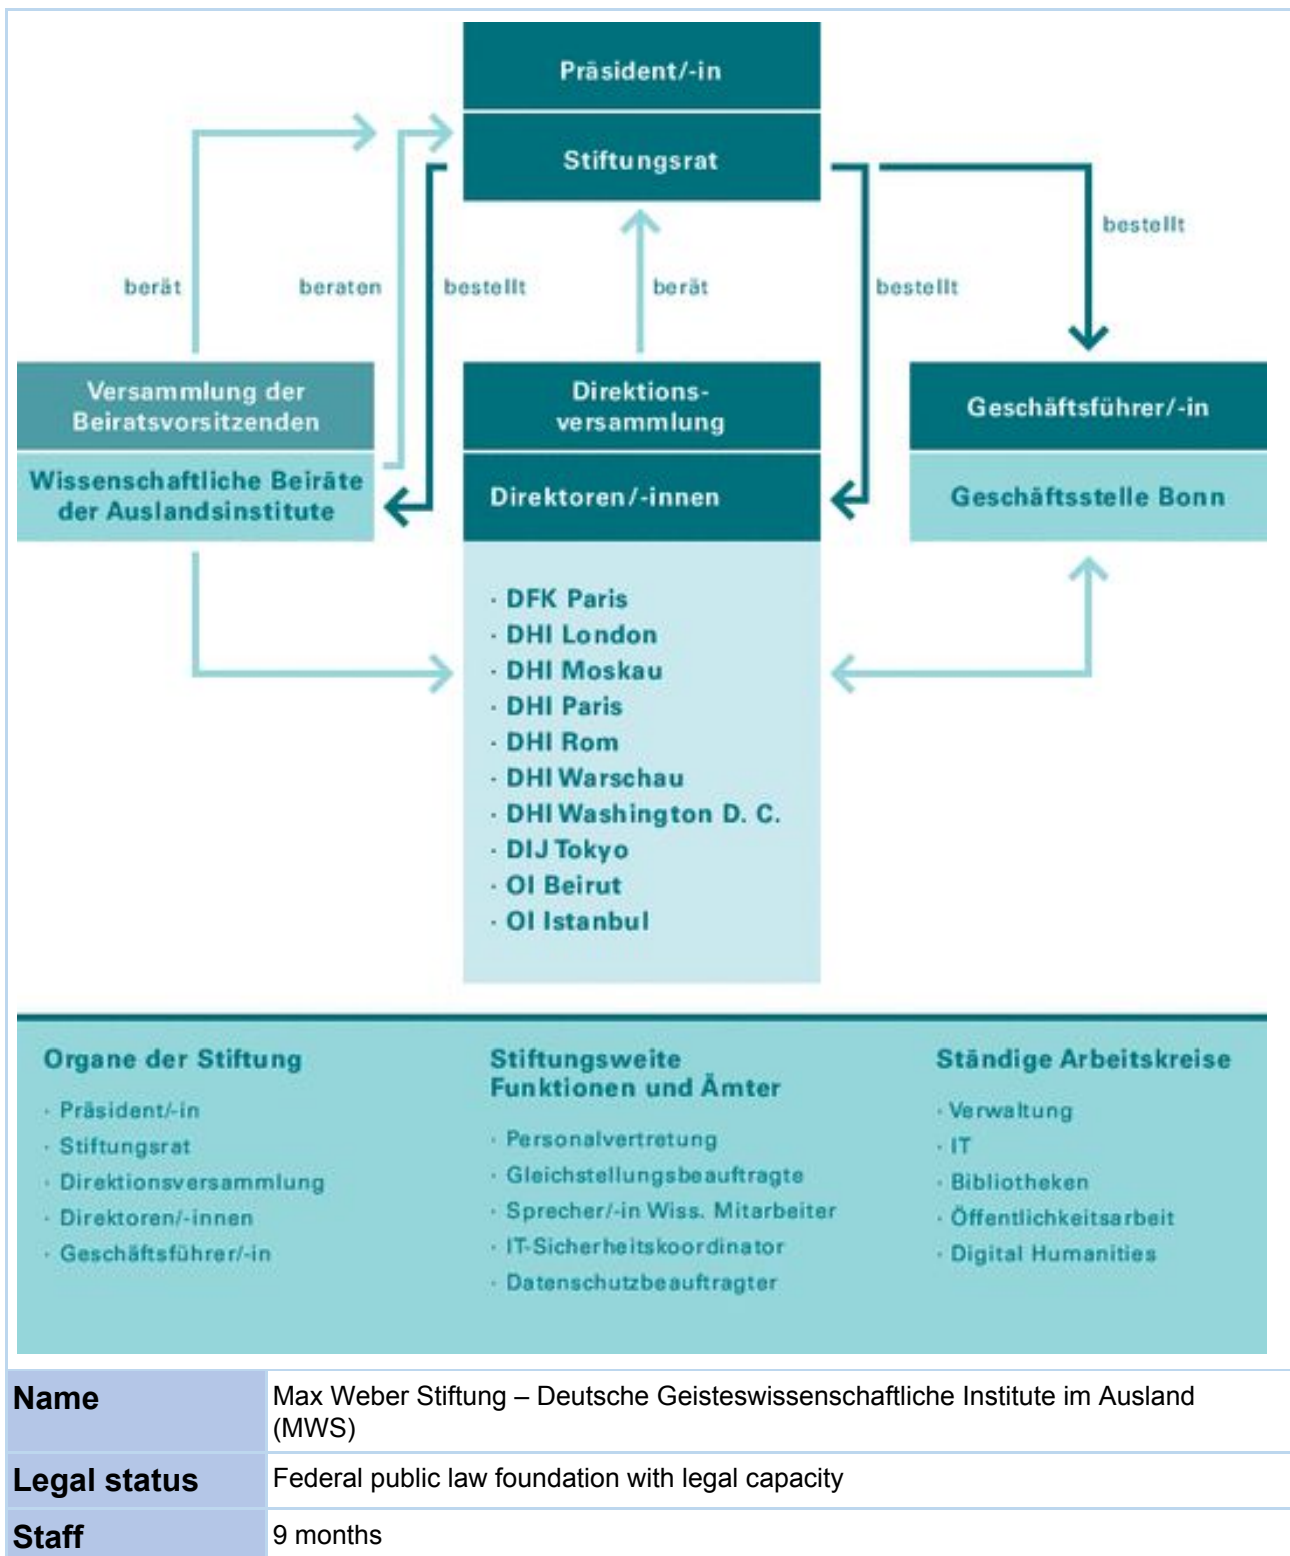 Präsident/-in
Stiftungsrat
bestellt
berät
beraten
bestellt
berät
bestellt
Versammlung der
Beiratsvorsitzenden
Direktions-
versammlung
Geschäftsführer/-in
Wissenschaftliche Beiräte
der Auslandsinstitute
Direktoren/-innen
Geschäftsstelle Bonn
· DFK Paris
· DHI London
· DHI Moskau
· DHI Paris
· DHI Rom
· DHI Warschau
· DHI Washington D. C.
· DIJ Tokyo
· OI Beirut
· OI Istanbul
Organe der Stiftung
· Präsident/-in
· Stiftungsrat
· Direktionsversammlung
· Direktoren/-innen
· Geschäftsführer/-in
Stiftungsweite
Funktionen und Ämter
· Personalvertretung
· Gleichstellungsbeauftragte
· Sprecher/-in Wiss. Mitarbeiter
· IT-Sicherheitskoordinator
· Datenschutzbeauftragter
Ständige Arbeitskreise
· Verwaltung
· IT
· Bibliotheken
· Öffentlichkeitsarbeit
· Digital Humanities
Name
Max Weber Stiftung – Deutsche Geisteswissenschaftliche Institute im Ausland
(MWS)
Legal status
Federal public law foundation with legal capacity
Staff
9 months